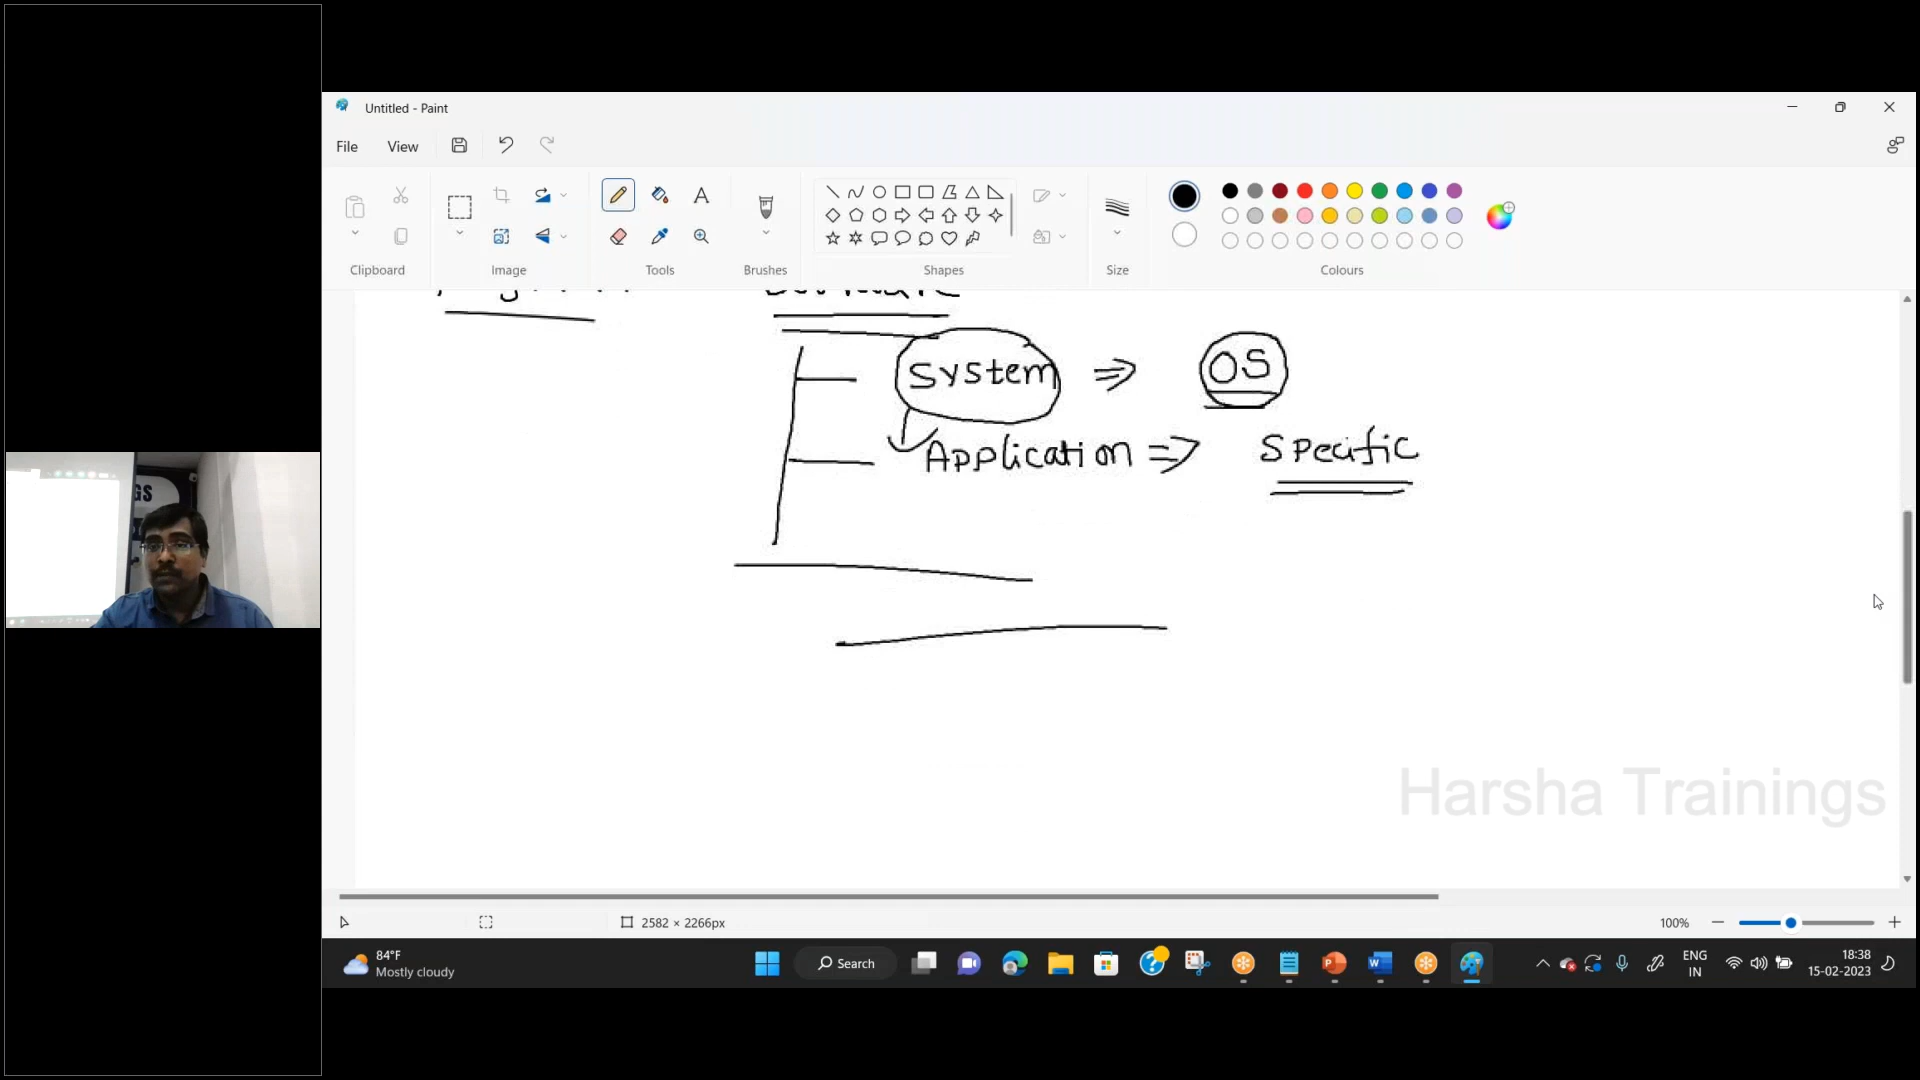 GS
Untitled - Paint
File View
Clipboard Image Tools Brushes Shapes Size Colours
System ⇒ OS
Application ⇒ Specific
Harsha Trainings
2582 × 2266px 100%
84°F
Mostly cloudy
Search
ENG
IN
18:38
15-02-2023